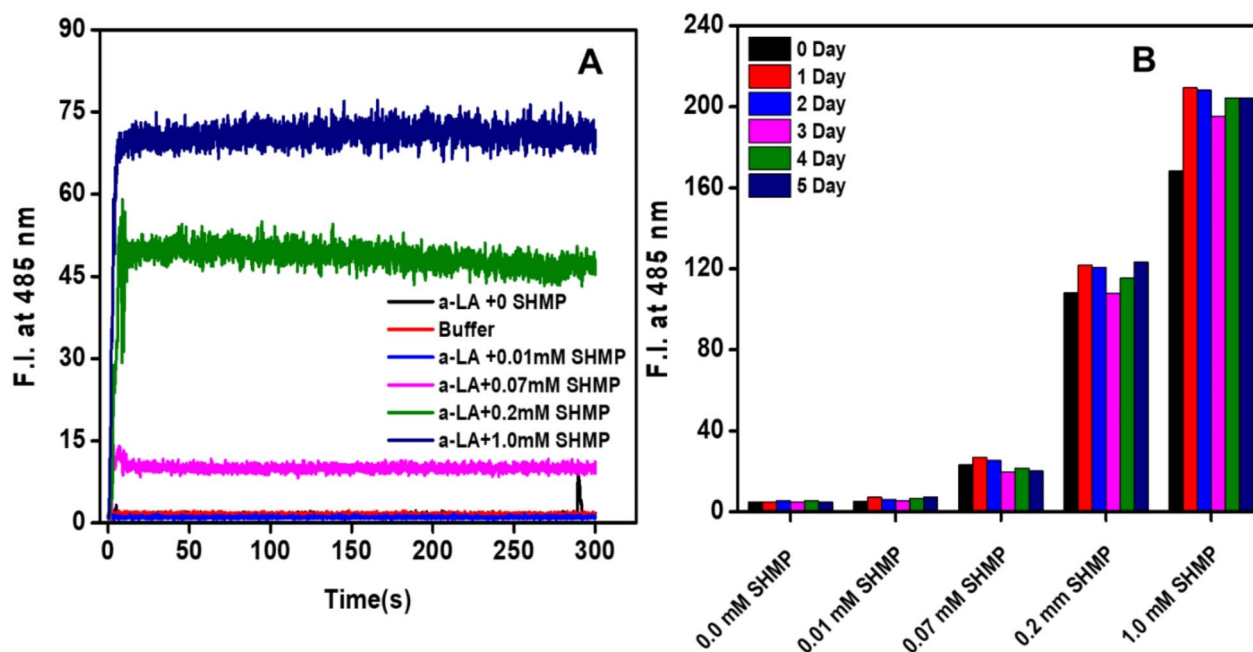 A
90
75
60
45
30
15
0
F.I. at 485 nm
a-LA +0 SHMP
Buffer
a-LA +0.01mM SHMP
a-LA+0.07mM SHMP
a-LA+0.2mM SHMP
a-LA+1.0mM SHMP
0 50 100 150 200 250 300
Time(s)
B
240
200
160
120
80
40
0
F.I. at 485 nm
0 Day
1 Day
2 Day
3 Day
4 Day
5 Day
0.0 mM SHMP
0.01 mM SHMP
0.07 mM SHMP
0.2 mm SHMP
1.0 mM SHMP